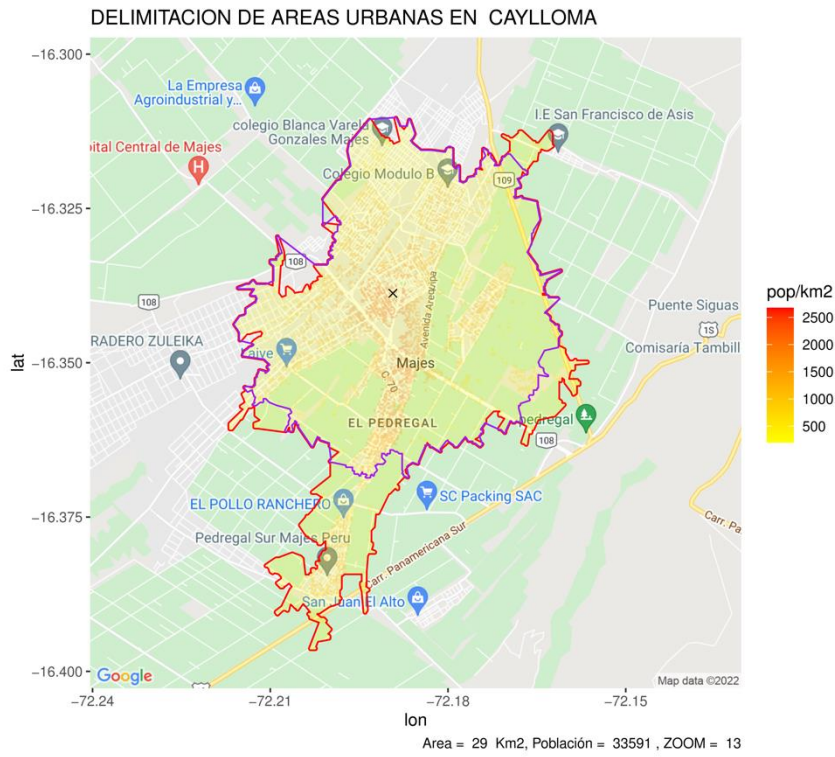 DELIMITACION DE AREAS URBANAS EN CAYLLOMA
−16.300
La Empresa
Agroindustrial y...
colegio Blanca Varela
Gonzales Majes
I.E San Francisco de Asis
pital Central de Majes
H
Colegio Modulo B
109
−16.325
108
108
Avenida Arequipa
pop/km2
2500
2000
1500
1000
500
Puente Siguas
1S
Comisaría Tambill
RADERO ZULEIKA
aive
−16.350
lat
Majes
C. 70
EL PEDREGAL
pedregal
108
EL POLLO RANCHERO
SC Packing SAC
−16.375
Pedregal Sur Majes Peru
Carr. Panamericana Sur
Carr. Pa
San Juan El Alto
−16.400
Google
Map data ©2022
−72.24
−72.21
−72.18
−72.15
lon
Area = 29 Km2, Población = 33591 , ZOOM = 13